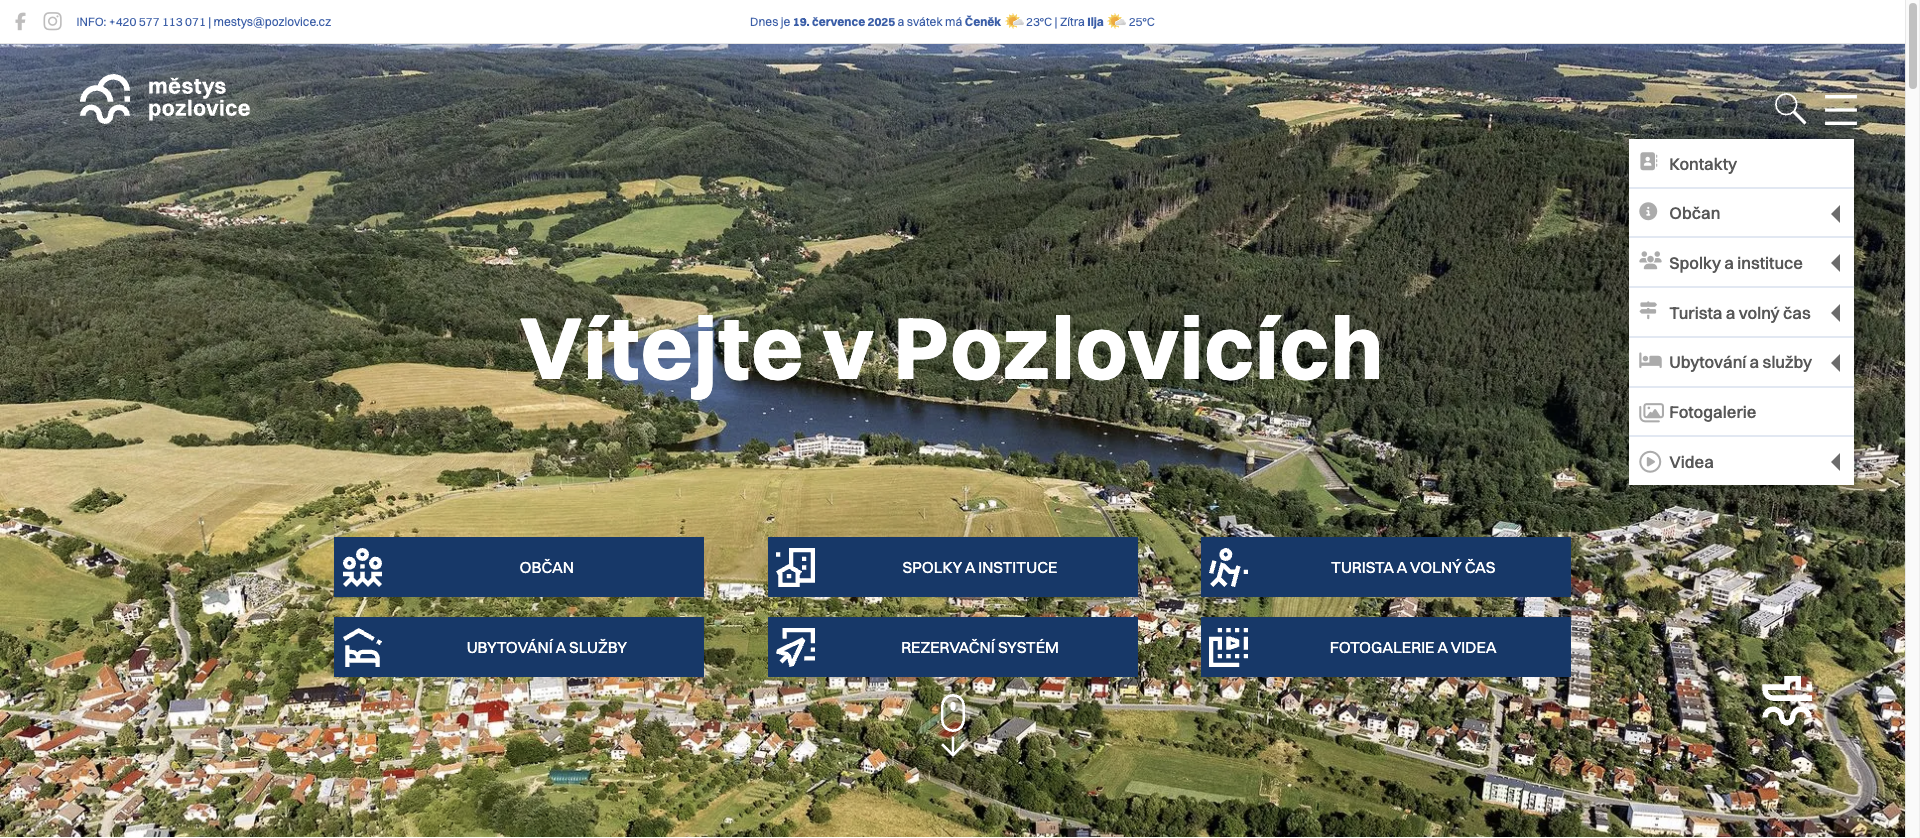 INFO: +420 577 113 071 | mestys@pozlovice.cz
Dnes je 19. července 2025 a svátek má Čeněk 23°C | Zítra Ilja 25°C
městys
pozlovice
Kontakty
Občan
Spolky a instituce
Turista a volný čas
Ubytování a služby
Fotogalerie
Videa
Vítejte v Pozlovicích
OBČAN
SPOLKY A INSTITUCE
TURISTA A VOLNÝ ČAS
UBYTOVÁNÍ A SLUŽBY
REZERVAČNÍ SYSTÉM
FOTOGALERIE A VIDEA